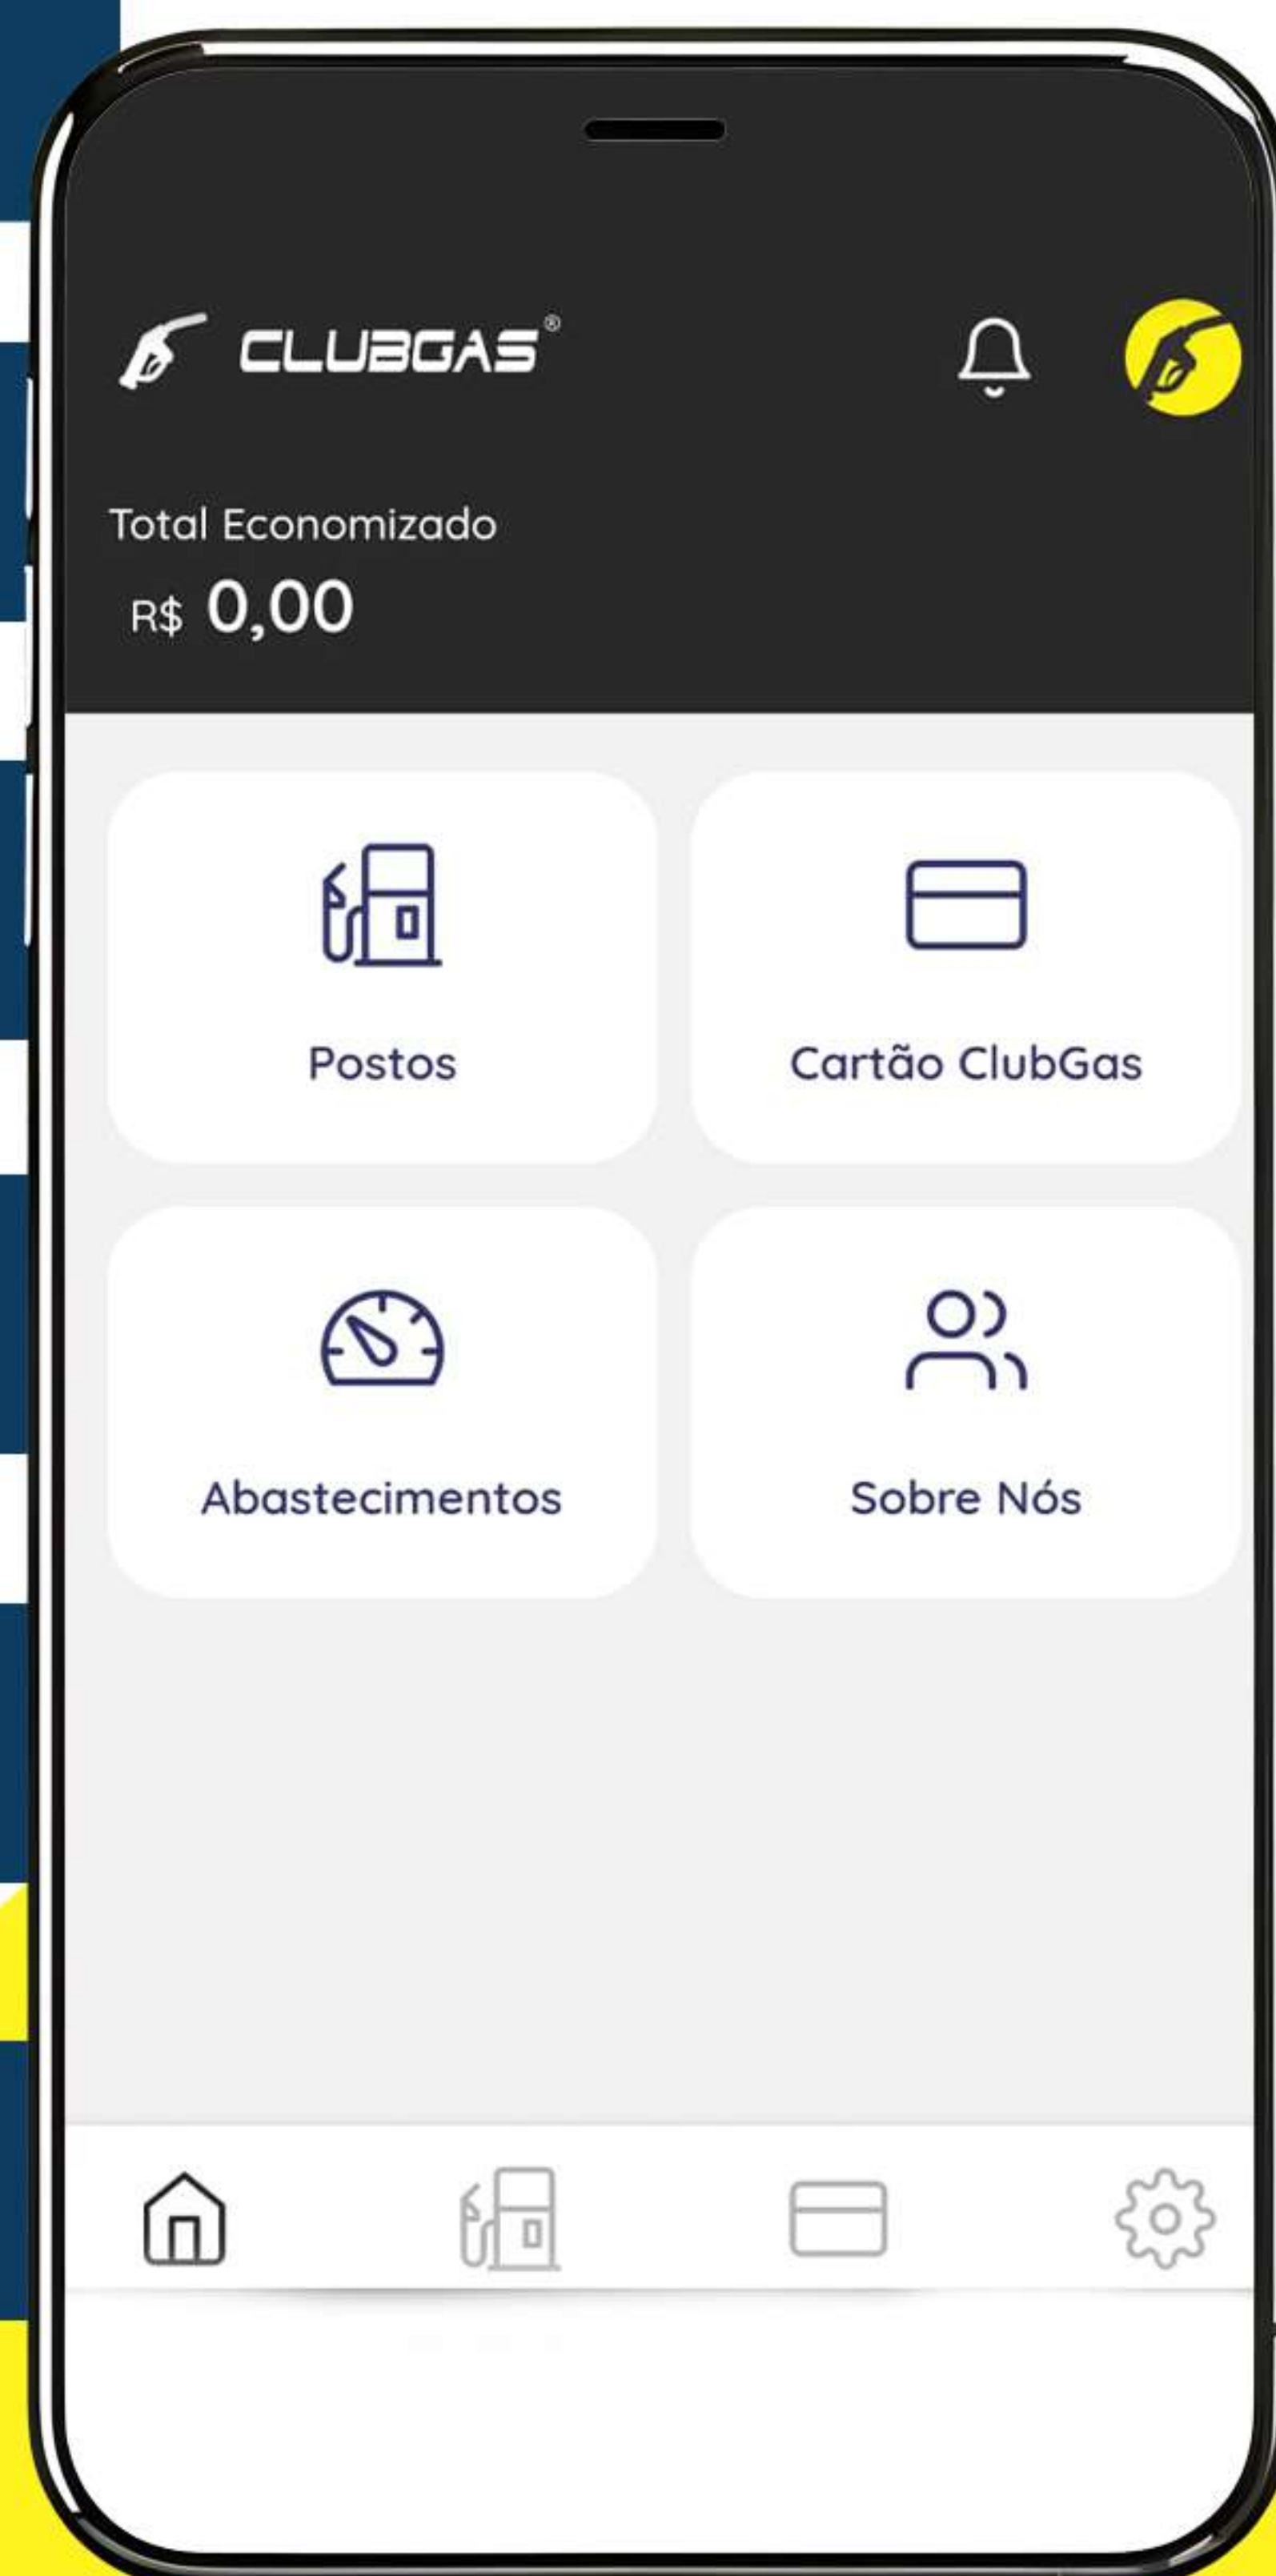 CLUBGAS®
Total Economizado
R$ 0,00
Postos
Cartão ClubGas
Abastecimentos
Sobre Nós